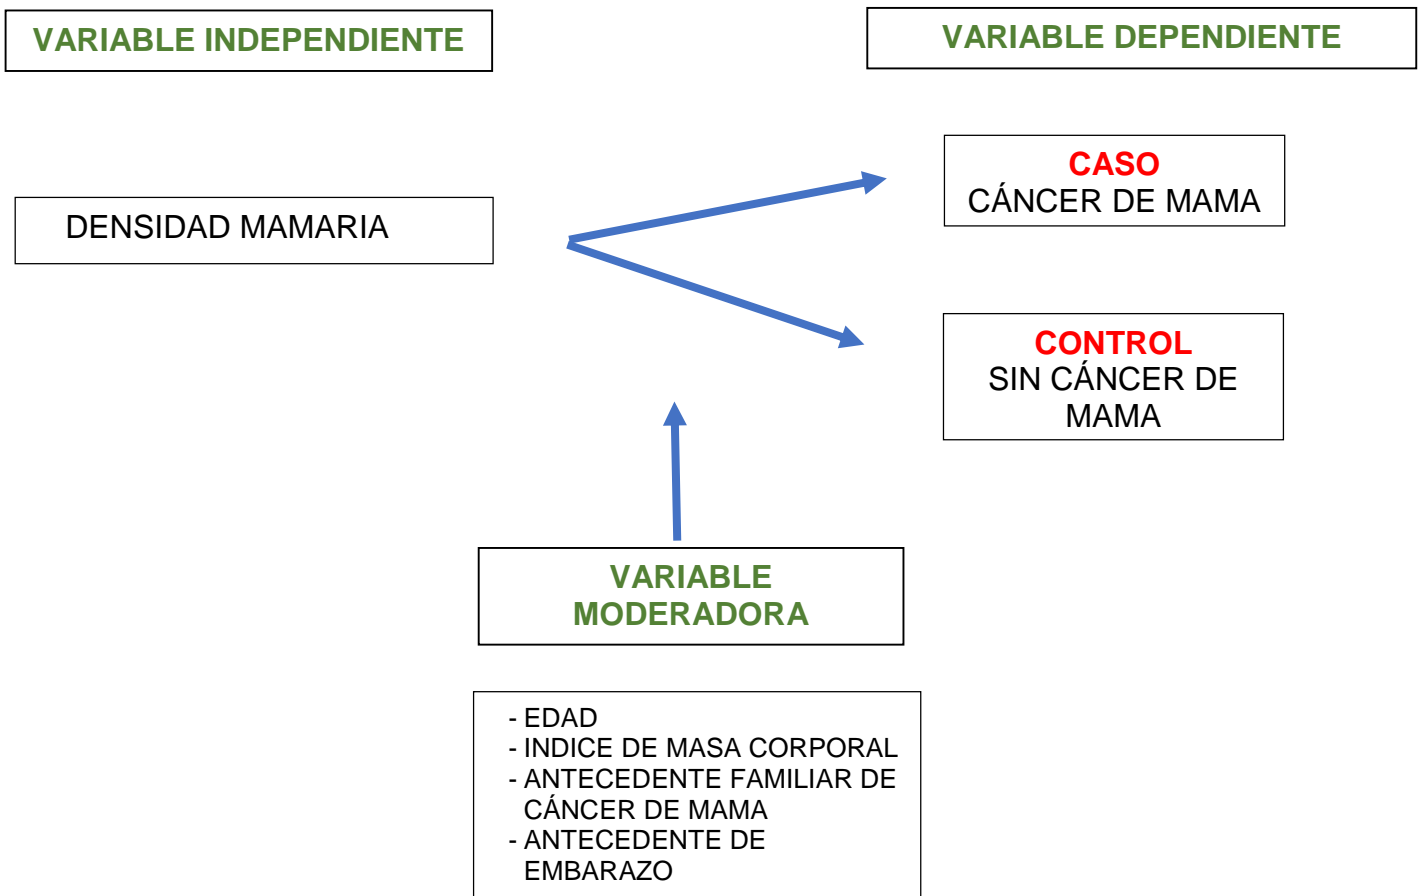 VARIABLE INDEPENDIENTE
VARIABLE DEPENDIENTE
DENSIDAD MAMARIA
CASO
CÁNCER DE MAMA
CONTROL
SIN CÁNCER DE
MAMA
VARIABLE
MODERADORA
- EDAD
- INDICE DE MASA CORPORAL
- ANTECEDENTE FAMILIAR DE
CÁNCER DE MAMA
- ANTECEDENTE DE
EMBARAZO